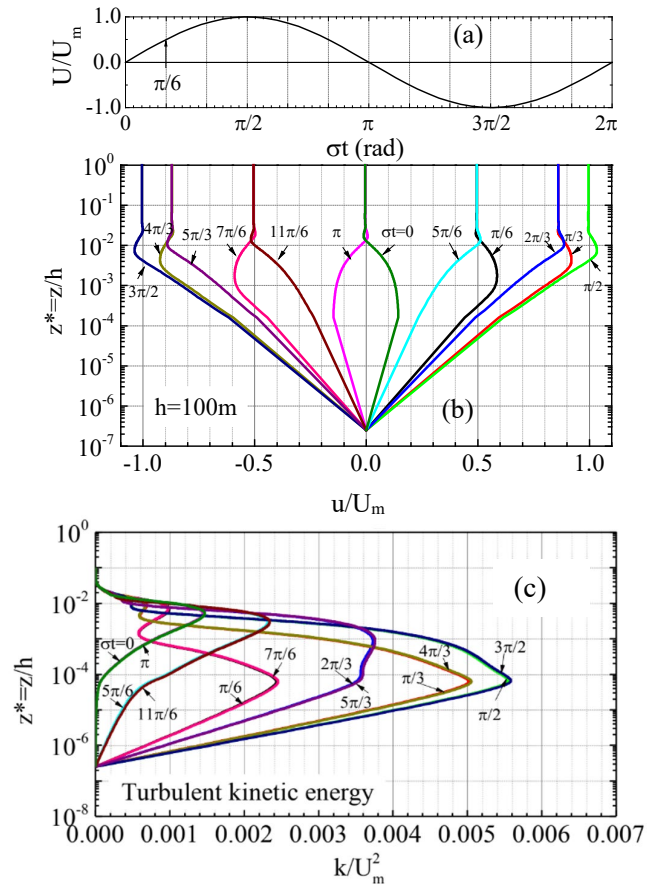 1.0
0.0
-1.0
U/U_m
(a)
π/6
0 π/2 π 3π/2 2π
σt (rad)
10^0
10^-1
10^-2
10^-3
10^-4
10^-5
10^-6
10^-7
z*=z/h
4π/3 5π/3 7π/6 11π/6 π σt=0 5π/6 π/6 2π/3 π/3
3π/2 π/2
h=100m (b)
-1.0 -0.5 0.0 0.5 1.0
u/U_m
10^0
10^-2
10^-4
10^-6
10^-8
z*=z/h
(c)
σt=0
π 7π/6 4π/3 3π/2
5π/6 11π/6 π/6 2π/3 5π/3 π/3 π/2
Turbulent kinetic energy
0.000 0.001 0.002 0.003 0.004 0.005 0.006 0.007
k/U_m^2